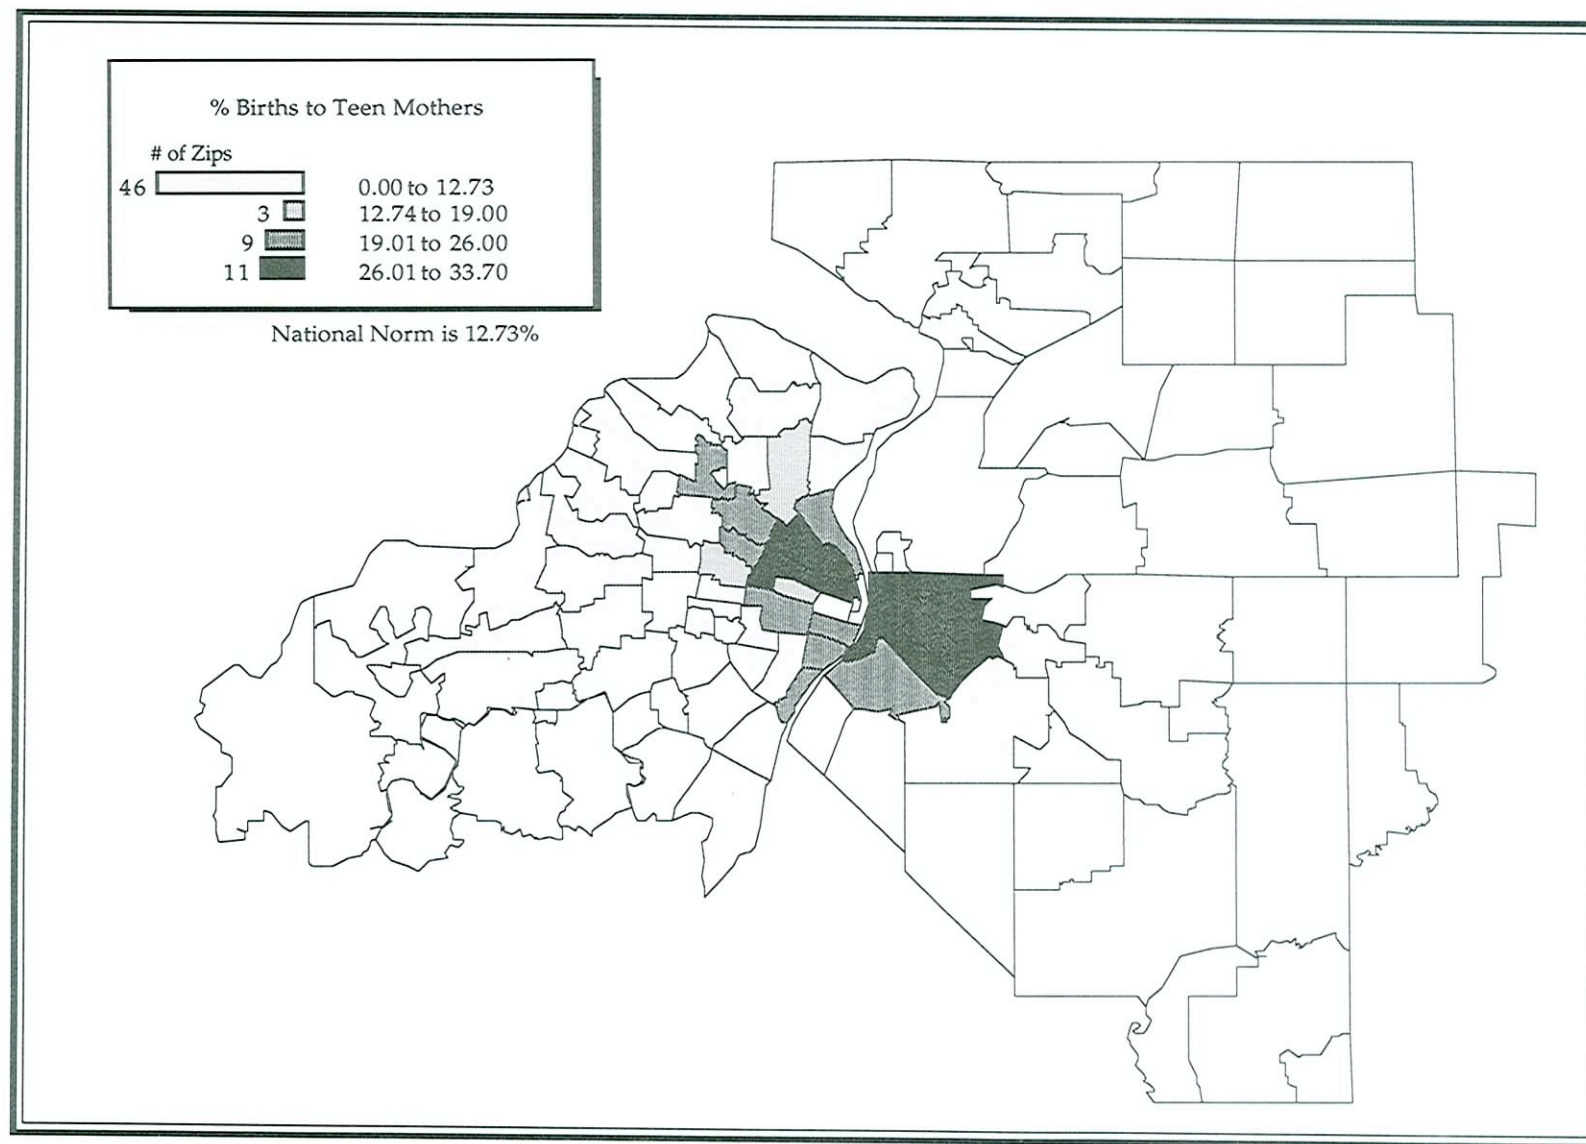 % Births to Teen Mothers
# of Zips
46 0.00 to 12.73
3 12.74 to 19.00
9 19.01 to 26.00
11 26.01 to 33.70
National Norm is 12.73%